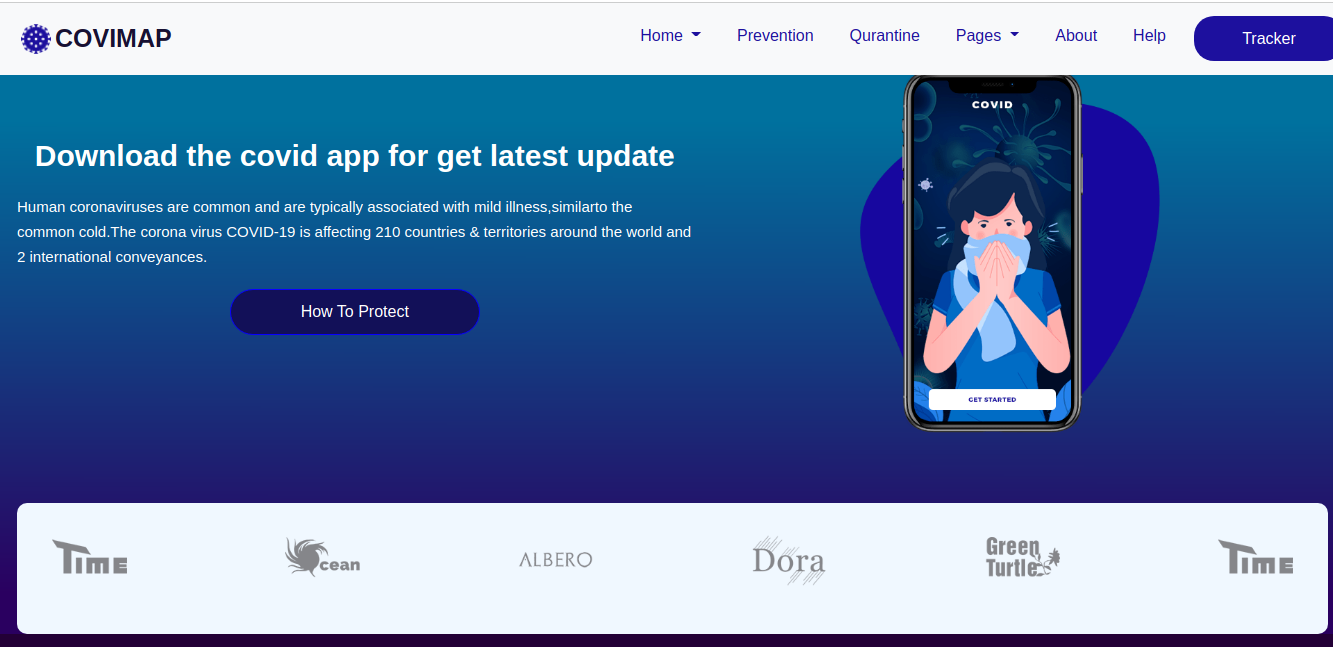 COVIMAP
Home Prevention Qurantine Pages About Help Tracker
COVID
Download the covid app for get latest update
Human coronaviruses are common and are typically associated with mild illness,similarto the
common cold.The corona virus COVID-19 is affecting 210 countries & territories around the world and
2 international conveyances.
How To Protect
GET STARTED
TIME
cean
ALBERO
Dora
Green
Turtle
TIME